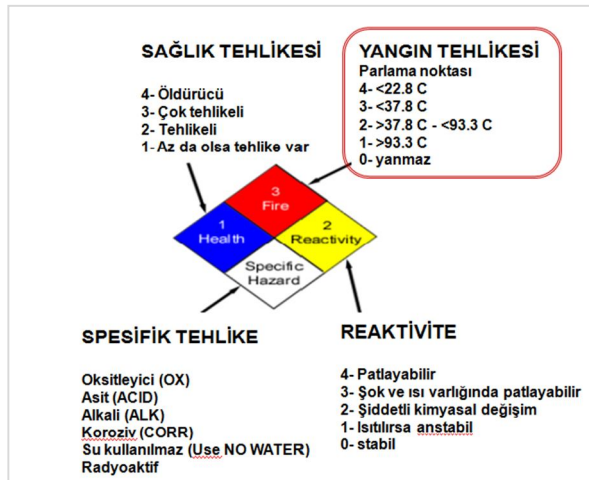 SAĞLIK TEHLİKESİ
4- Öldürücü
3- Çok tehlikeli
2- Tehlikeli
1- Az da olsa tehlike var
YANGIN TEHLİKESİ
Parlama noktası
4- <22.8 C
3- <37.8 C
2- >37.8 C - <93.3 C
1- >93.3 C
0- yanmaz
3
Fire
1
Health
2
Reactivity
Specific
Hazard
SPESİFİK TEHLİKE
Oksitleyici (OX)
Asit (ACID)
Alkali (ALK)
Koroziv (CORR)
Su kullanılmaz (Use NO WATER)
Radyoaktif
REAKTİVİTE
4- Patlayabilir
3- Şok ve ısı varlığında patlayabilir
2- Şiddetli kimyasal değişim
1- Isıtılırsa anstabil
0- stabil